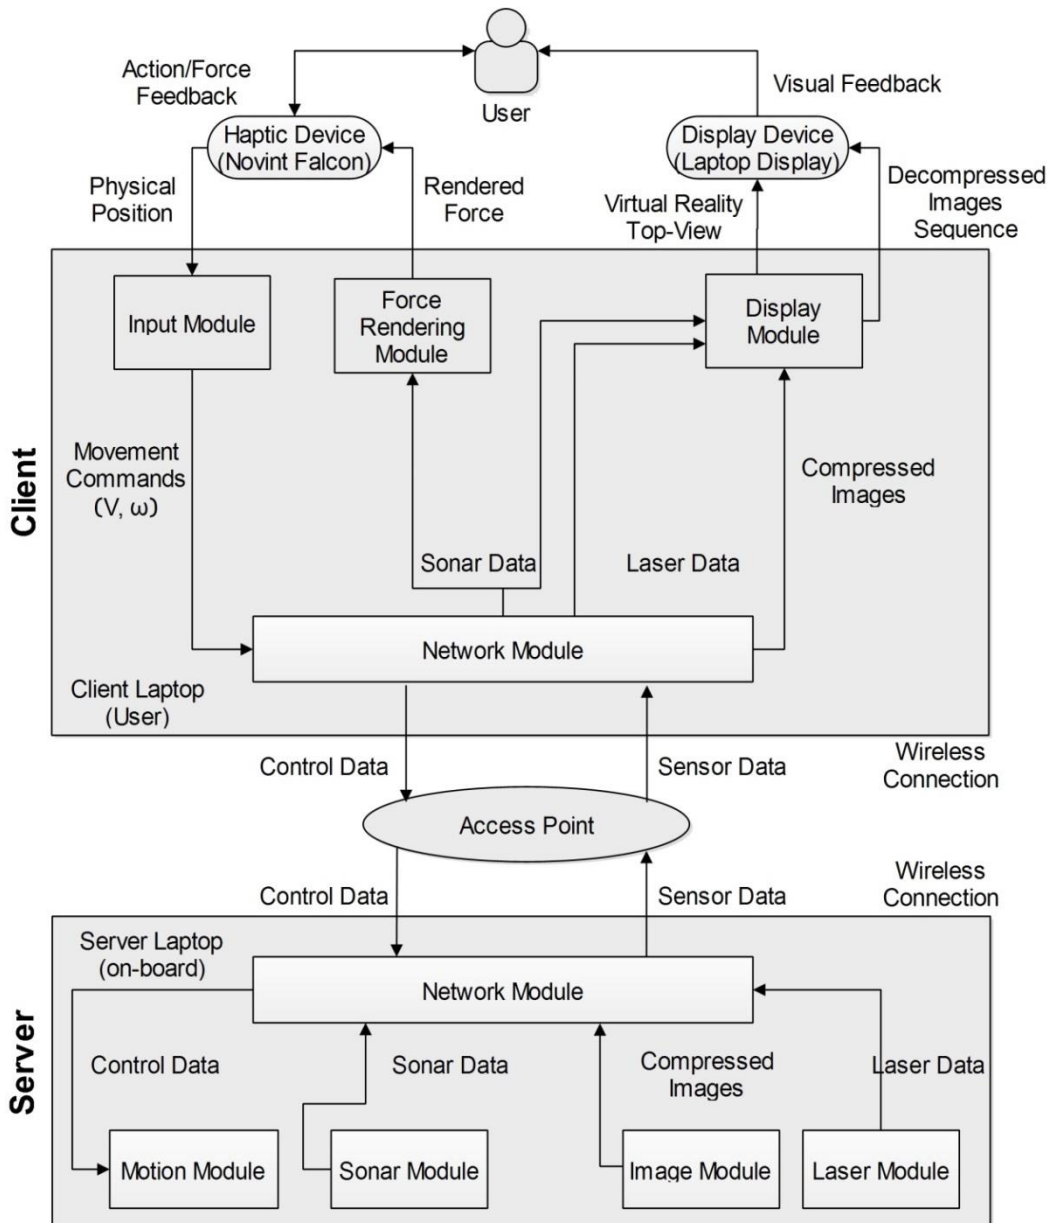 User
Action/Force
Feedback
Visual Feedback
Haptic Device
(Novint Falcon)
Display Device
(Laptop Display)
Physical
Position
Rendered
Force
Virtual Reality
Top-View
Decompressed
Images
Sequence
Client
Input Module
Force
Rendering
Module
Display
Module
Movement
Commands
(V, ω)
Compressed
Images
Sonar Data
Laser Data
Network Module
Client Laptop
(User)
Control Data
Sensor Data
Wireless
Connection
Access Point
Control Data
Sensor Data
Wireless
Connection
Server
Server Laptop
(on-board)
Network Module
Control Data
Sonar Data
Compressed
Images
Laser Data
Motion Module
Sonar Module
Image Module
Laser Module